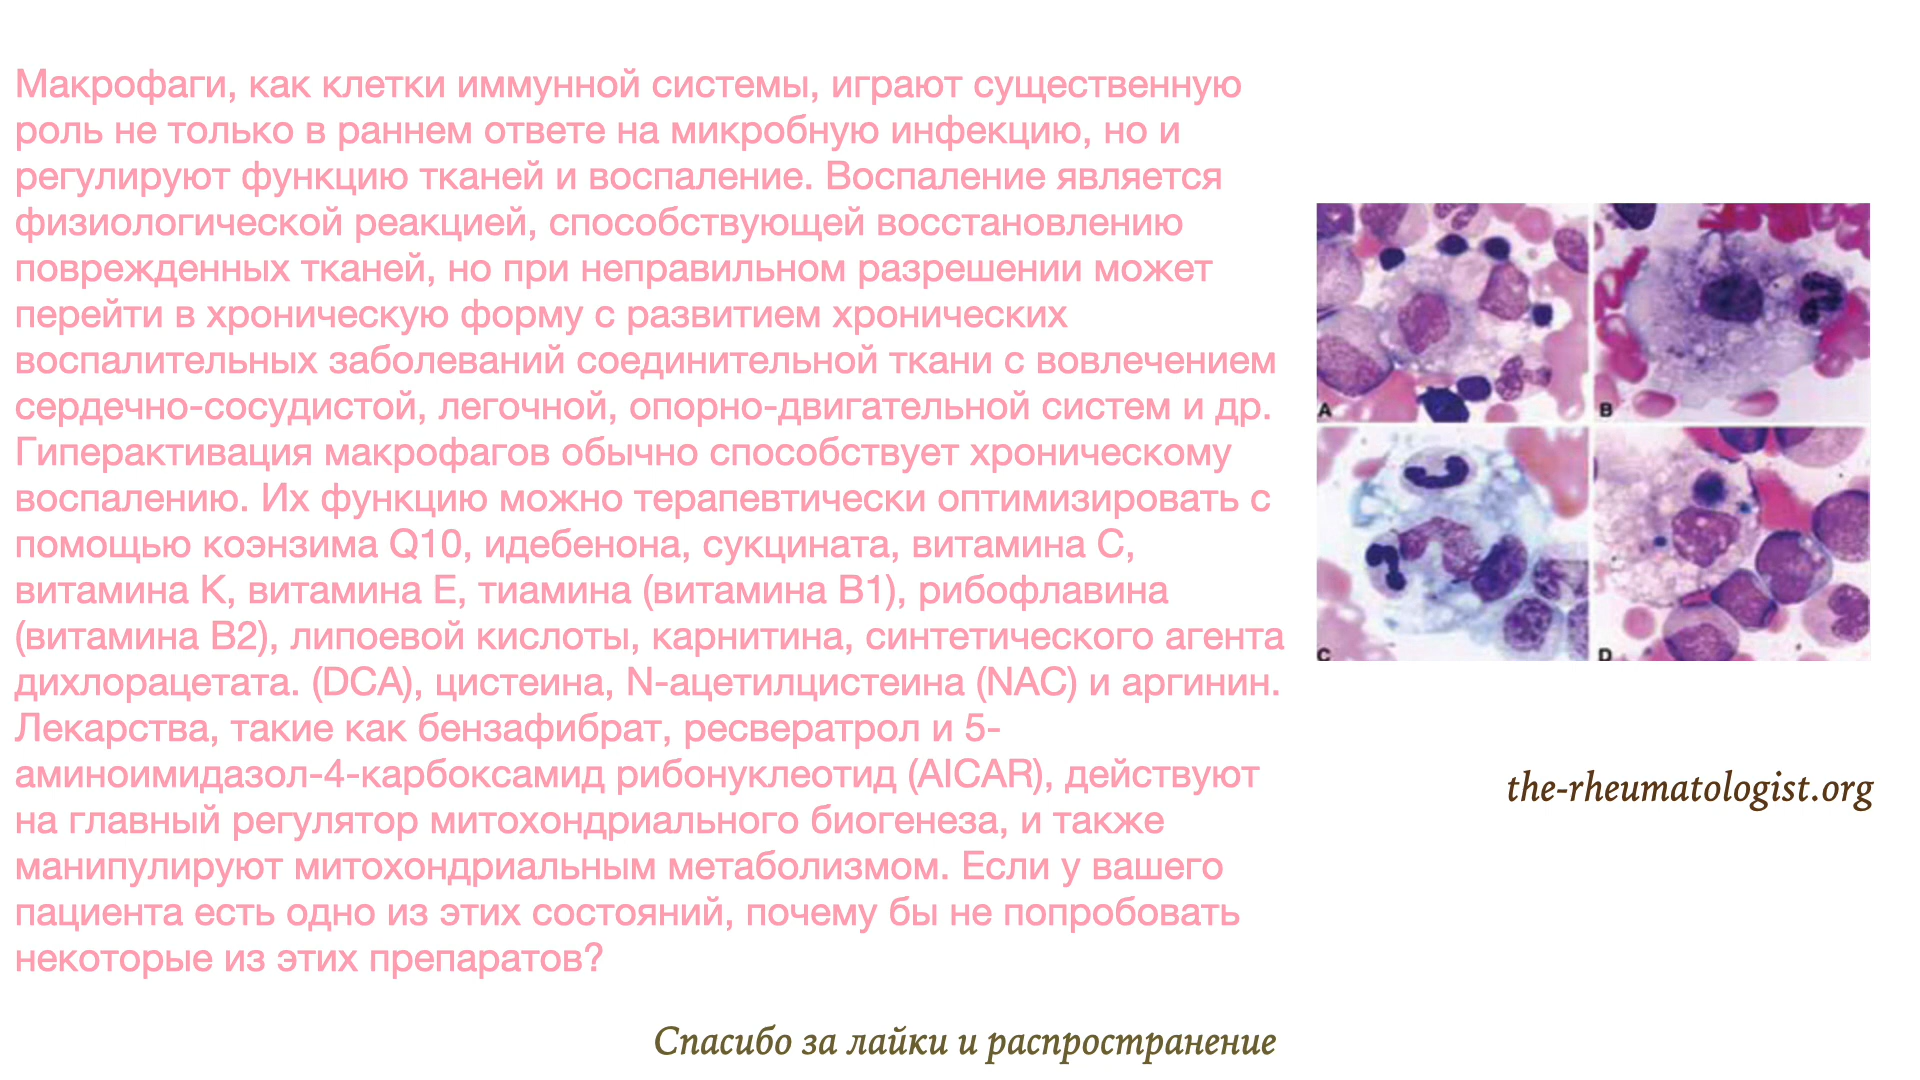 Макрофаги, как клетки иммунной системы, играют существенную
роль не только в раннем ответе на микробную инфекцию, но и
регулируют функцию тканей и воспаление. Воспаление является
физиологической реакцией, способствующей восстановлению
поврежденных тканей, но при неправильном разрешении может
перейти в хроническую форму с развитием хронических
воспалительных заболеваний соединительной ткани с вовлечением
сердечно-сосудистой, легочной, опорно-двигательной систем и др.
Гиперактивация макрофагов обычно способствует хроническому
воспалению. Их функцию можно терапевтически оптимизировать с
помощью коэнзима Q10, идебенона, сукцината, витамина С,
витамина К, витамина Е, тиамина (витамина В1), рибофлавина
(витамина В2), липоевой кислоты, карнитина, синтетического агента
дихлорацетата. (DCA), цистеина, N-ацетилцистеина (NAC) и аргинин.
Лекарства, такие как бензафибрат, ресвератрол и 5-
аминоимидазол-4-карбоксамид рибонуклеотид (AICAR), действуют
на главный регулятор митохондриального биогенеза, и также
манипулируют митохондриальным метаболизмом. Если у вашего
пациента есть одно из этих состояний, почему бы не попробовать
некоторые из этих препаратов?
A
B
C
D
the-rheumatologist.org
Спасибо за лайки и распространение